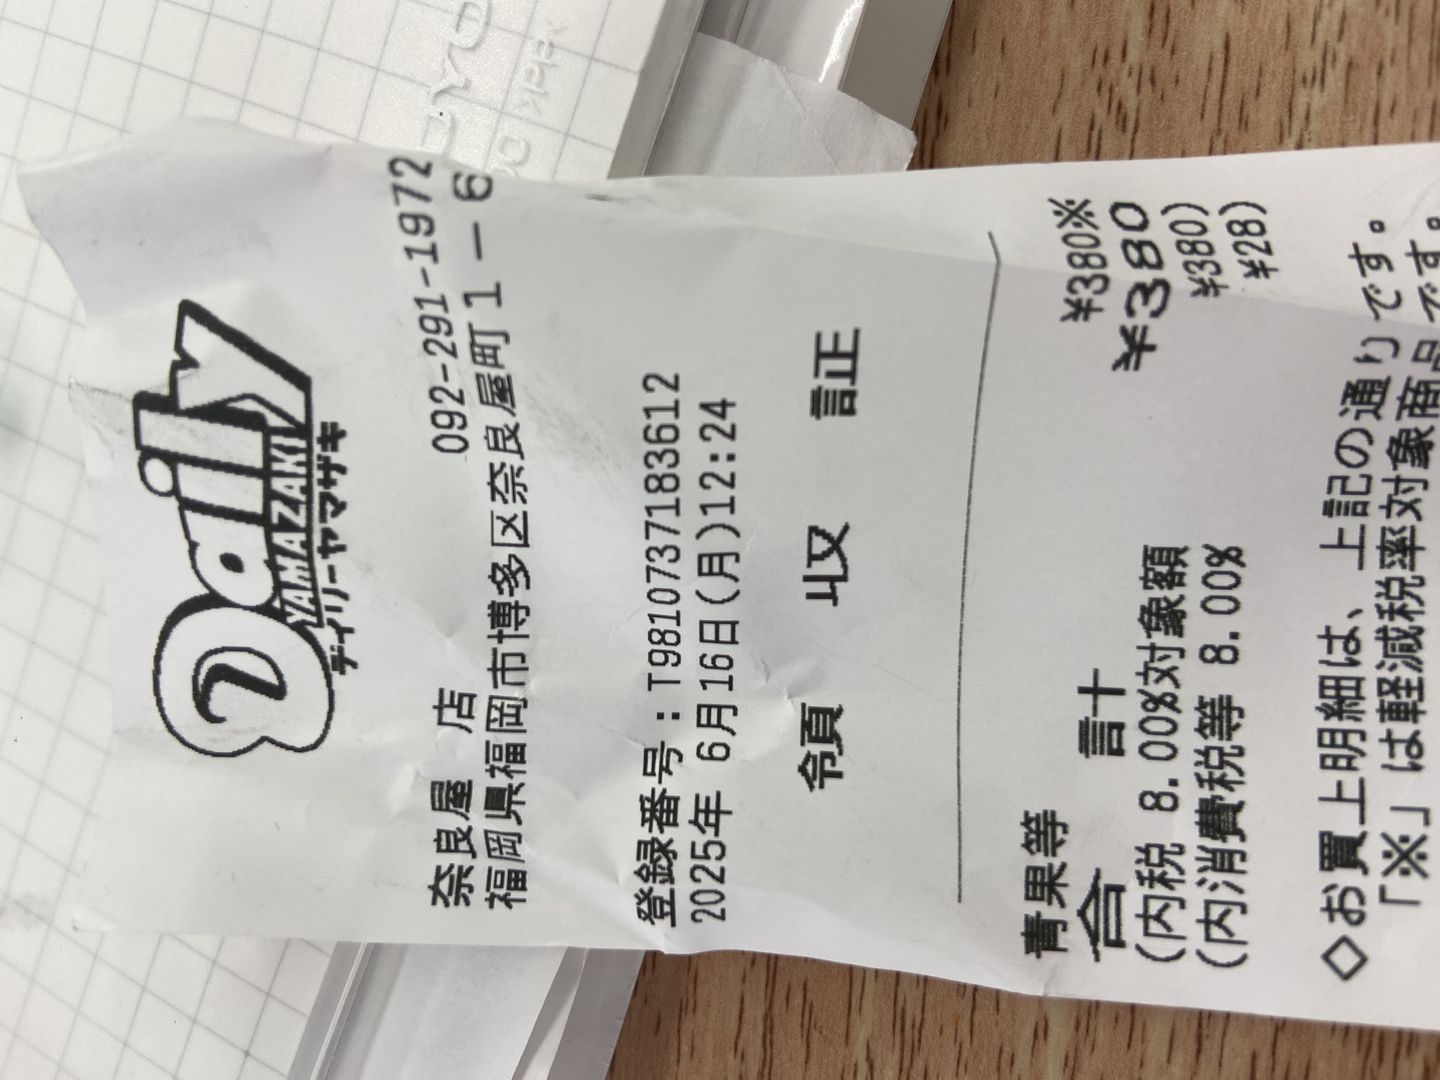 Daily
YAMAZAKI
デイリーヤマザキ
奈良屋 店 092-291-1972
福岡県福岡市博多区奈良屋町1-6
登録番号:T9810737183612
2025年 6月16日(月)12:24
領 収 証
青果等 ¥380※
合 計 ¥380
(内税 8.00%対象額 ¥380)
(内消費税等 8.00% ¥28)
◇お買上明細は、上記の通りです。
「※」は軽減税率対象商品です。